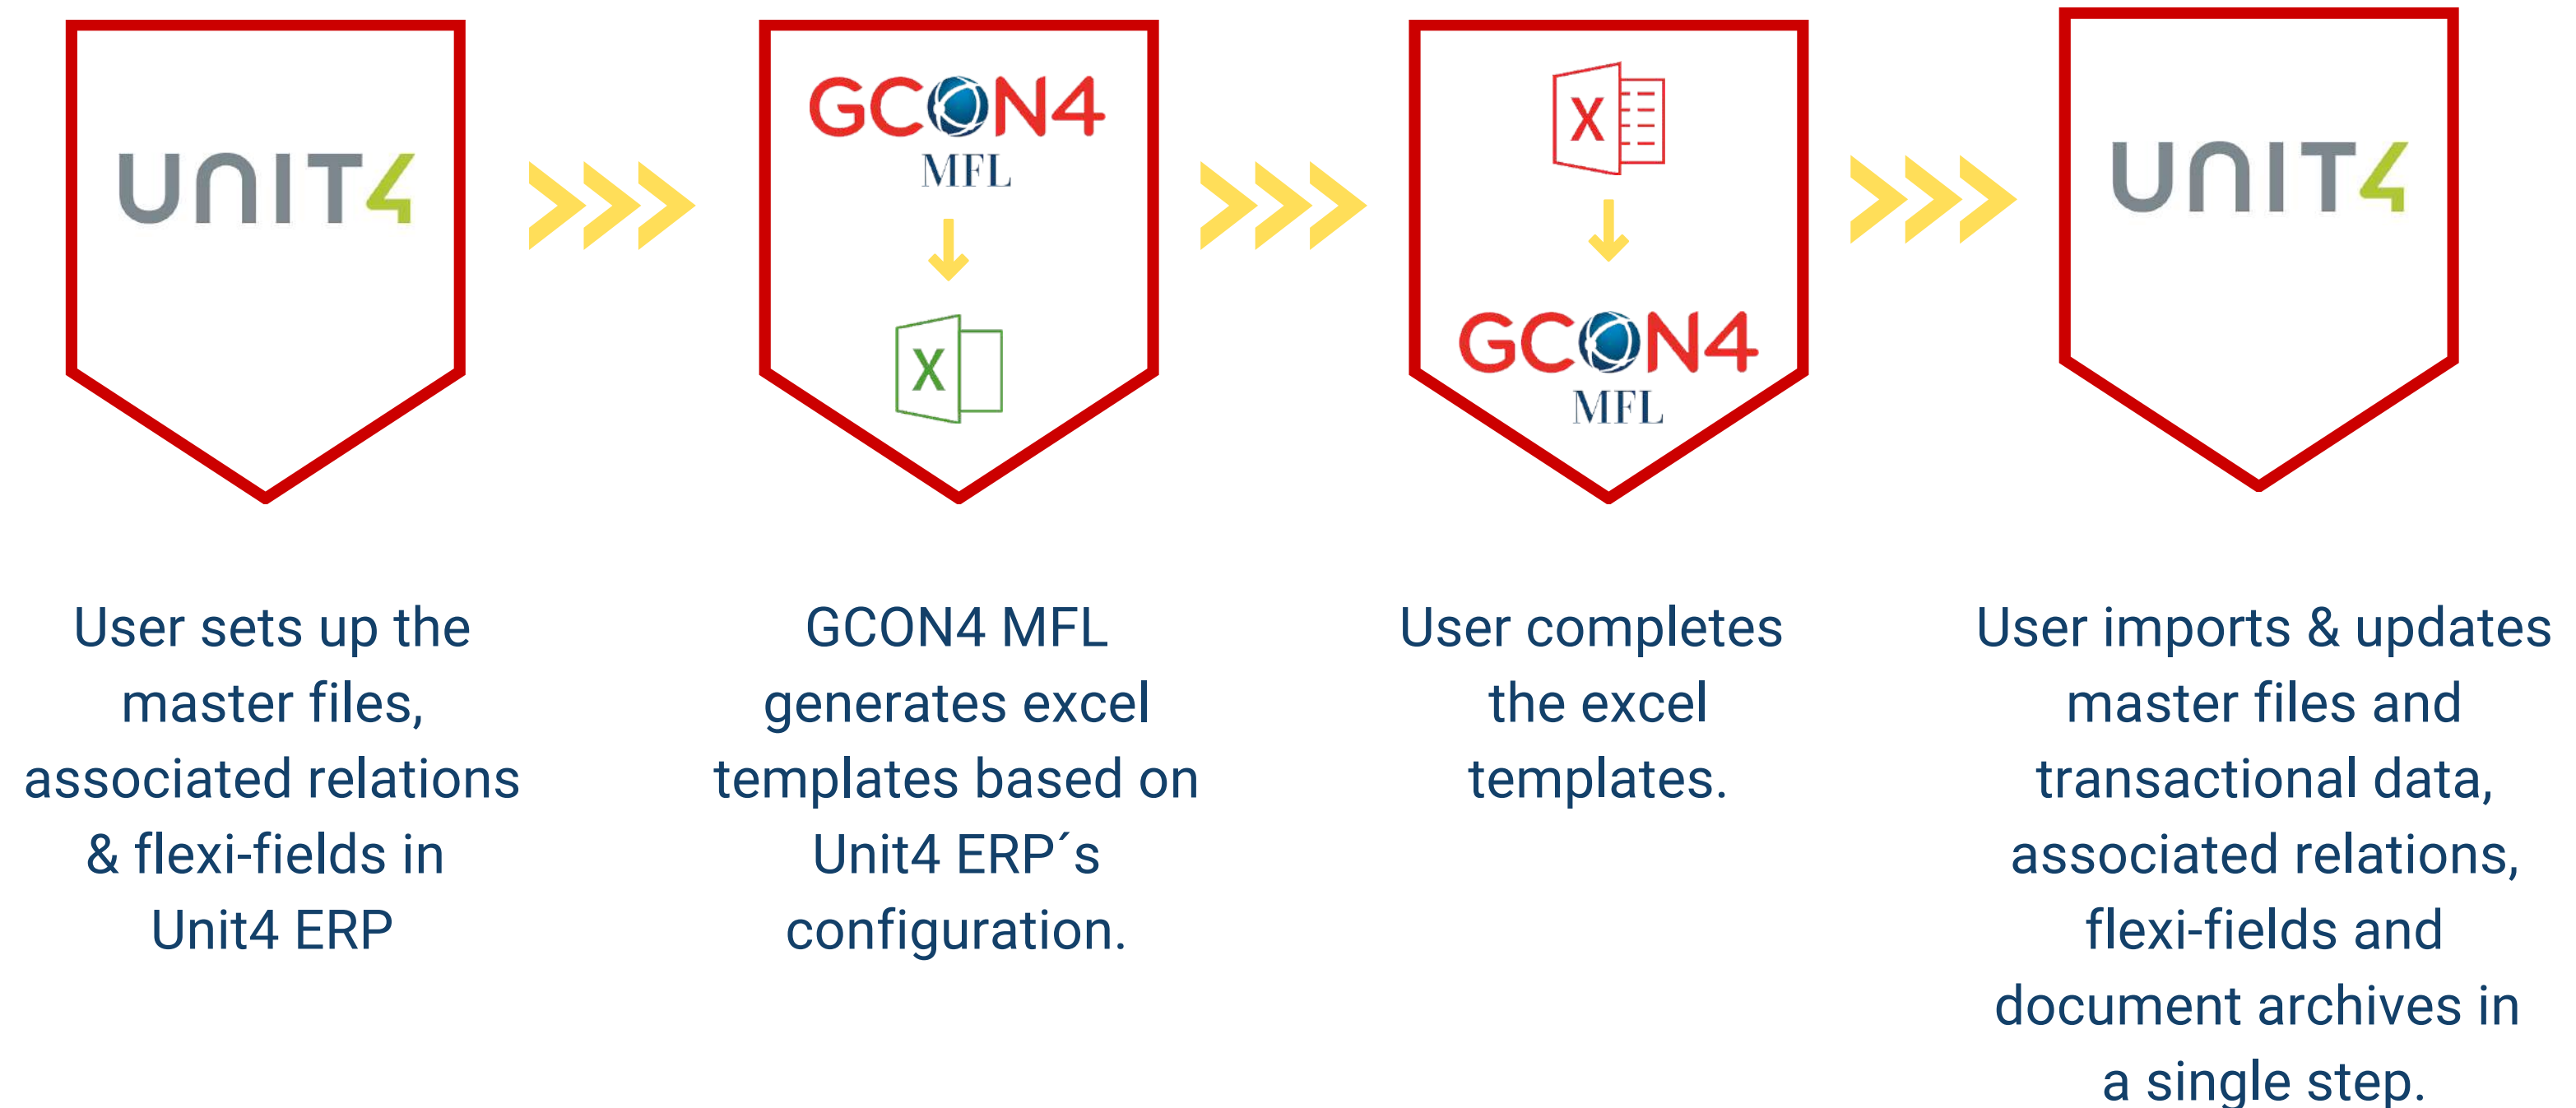 UNIT4
GCON4
MFL
X
X
GCON4
MFL
UNIT4
User sets up the
master files,
associated relations
& flexi-fields in
Unit4 ERP
GCON4 MFL
generates excel
templates based on
Unit4 ERP´s
configuration.
User completes
the excel
templates.
User imports & updates
master files and
transactional data,
associated relations,
flexi-fields and
document archives in
a single step.